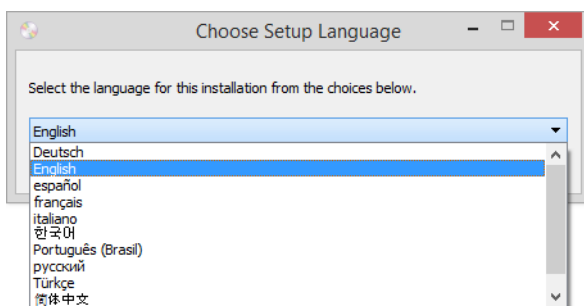 Choose Setup Language
Select the language for this installation from the choices below.
English
Deutsch
English
español
français
italiano
한국어
Português (Brasil)
русский
Türkçe
简体中文